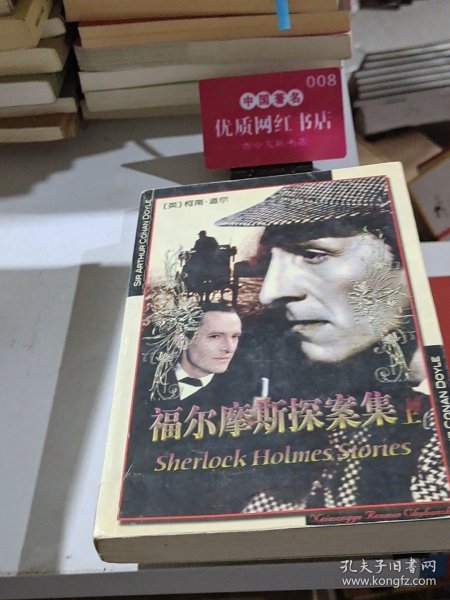 008
中国著名
优质网红书店
[英]柯南·道尔
SIR ARTHUR CONAN DOYLE
CONAN DOYLE
福尔摩斯探案集上
Sherlock Holmes Stories
孔夫子旧书网
www.kongfz.com